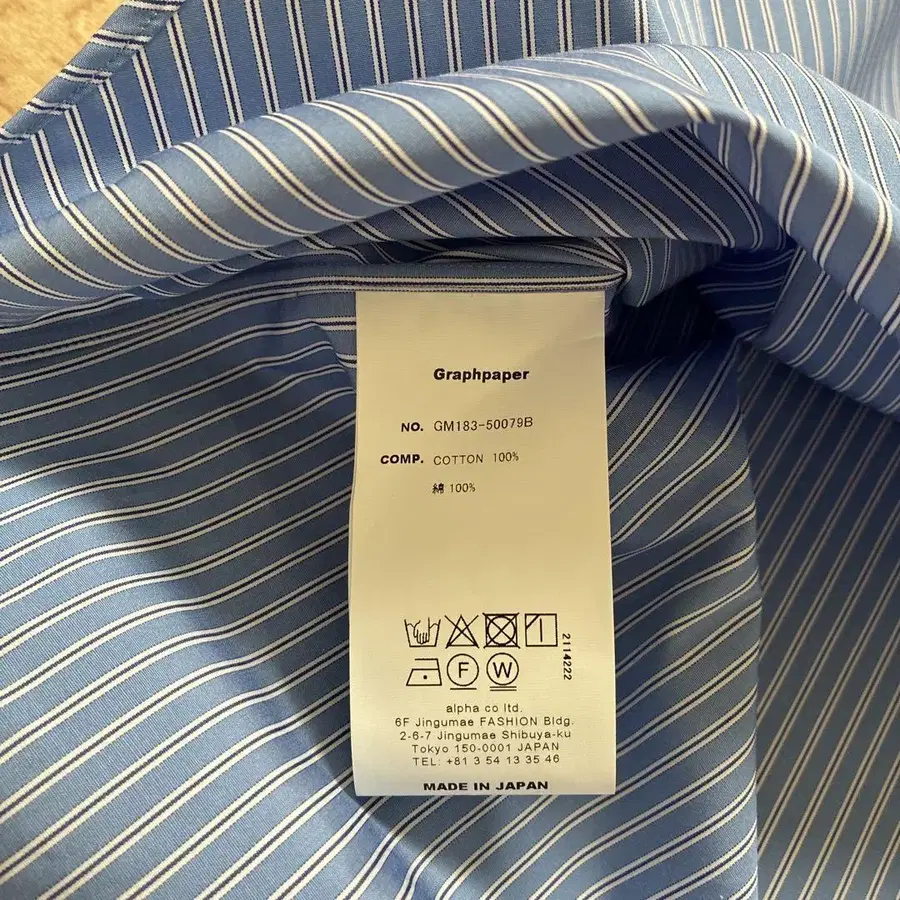 Graphpaper
NO. GM183-50079B
COMP. COTTON 100%
綿 100%
2114222
F W
alpha co ltd.
6F Jingumae FASHION Bldg.
2-6-7 Jingumae Shibuya-ku
Tokyo 150-0001 JAPAN
TEL: +81 3 54 13 35 46
MADE IN JAPAN